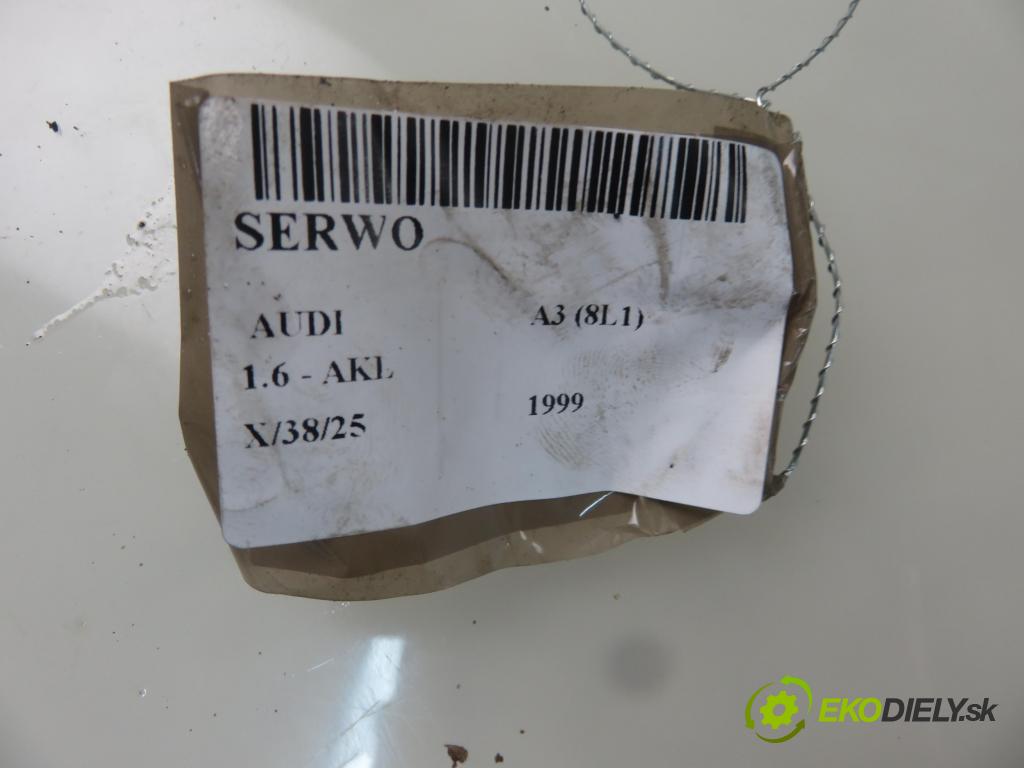 SERWO
AUDI A3 (8L1)
1.6 - AKL
X/38/25 1999
EKODIELY.sk